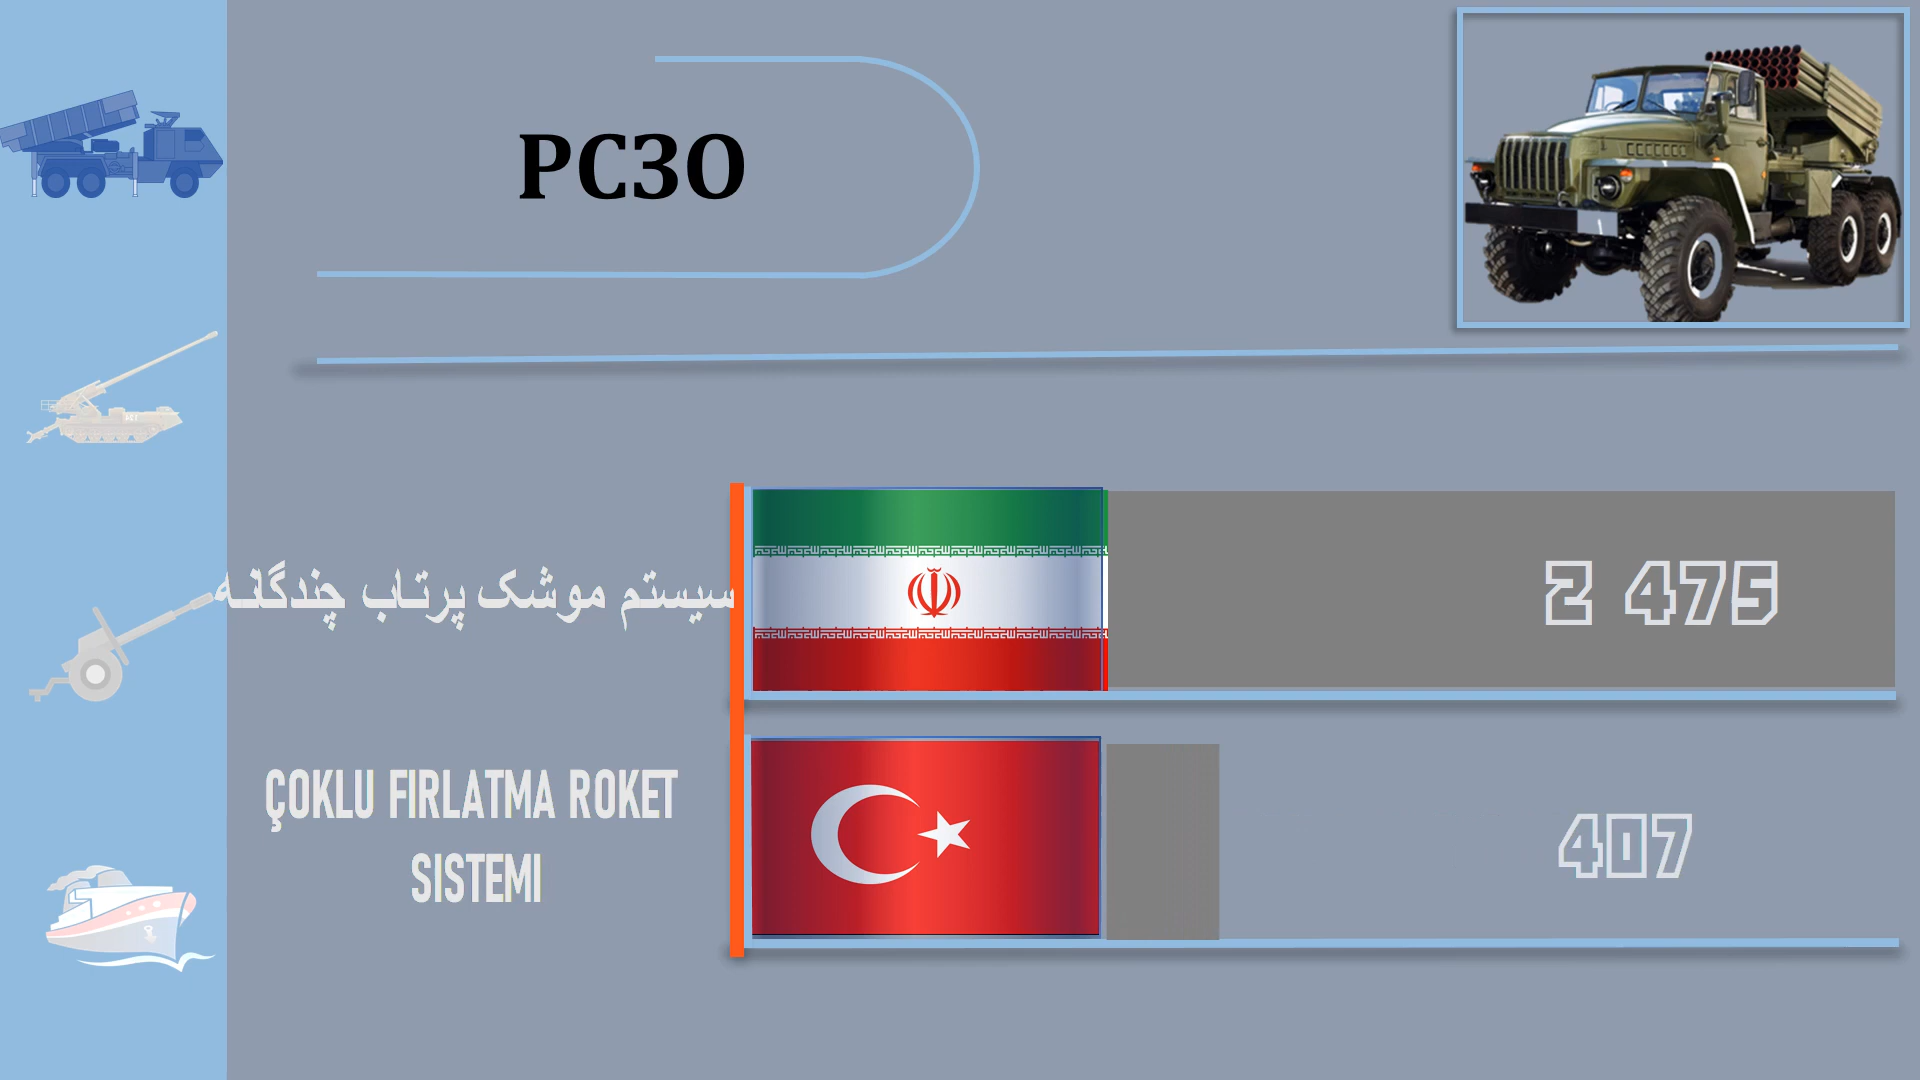 РСЗО
سیستم موشک پرتاب چندگانه
2 475
ÇOKLU FIRLATMA ROKET
SISTEMI
407